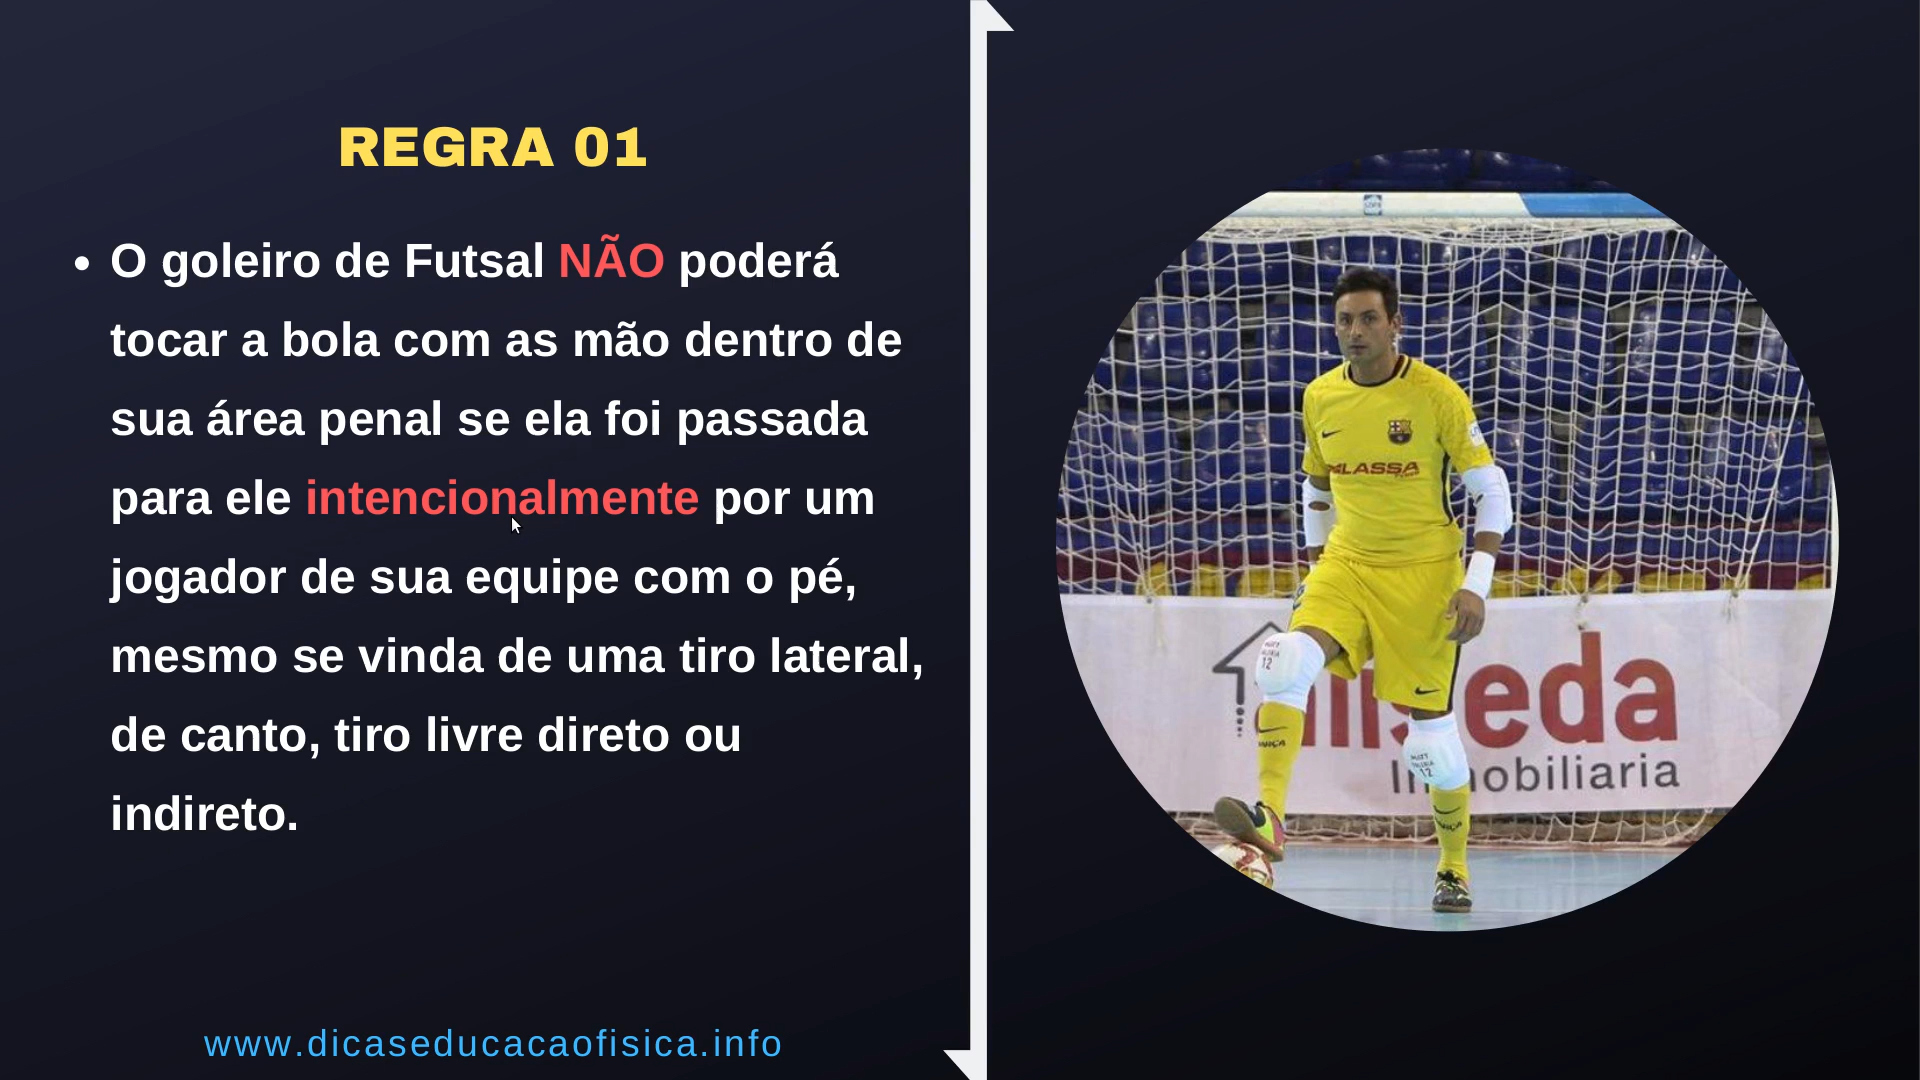 REGRA 01
• O goleiro de Futsal NÃO poderá
tocar a bola com as mão dentro de
sua área penal se ela foi passada
para ele intencionalmente por um
jogador de sua equipe com o pé,
mesmo se vinda de uma tiro lateral,
de canto, tiro livre direto ou
indireto.
www.dicaseducacaofisica.info
LASSA
eda
obiliaria
12
12